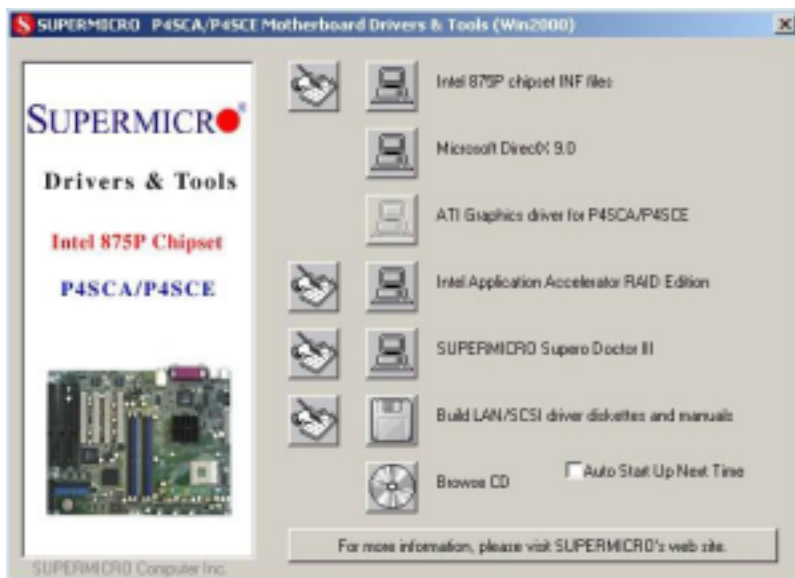 SUPERMICRO P4SCA/P4SCE Motherboard Drivers & Tools (Win2000)
SUPERMICRO
Drivers & Tools
Intel 875P Chipset
P4SCA/P4SCE
SUPERMICRO Computer Inc.
Intel 875P chipset INF files
Microsoft DirectX 9.0
ATI Graphics driver for P4SCA/P4SCE
Intel Application Accelerator RAID Edition
SUPERMICRO Supero Doctor III
Build LAN/SCSI driver diskettes and manuals
Browse CD
Auto Start Up Next Time
For more information, please visit SUPERMICRO's web site.